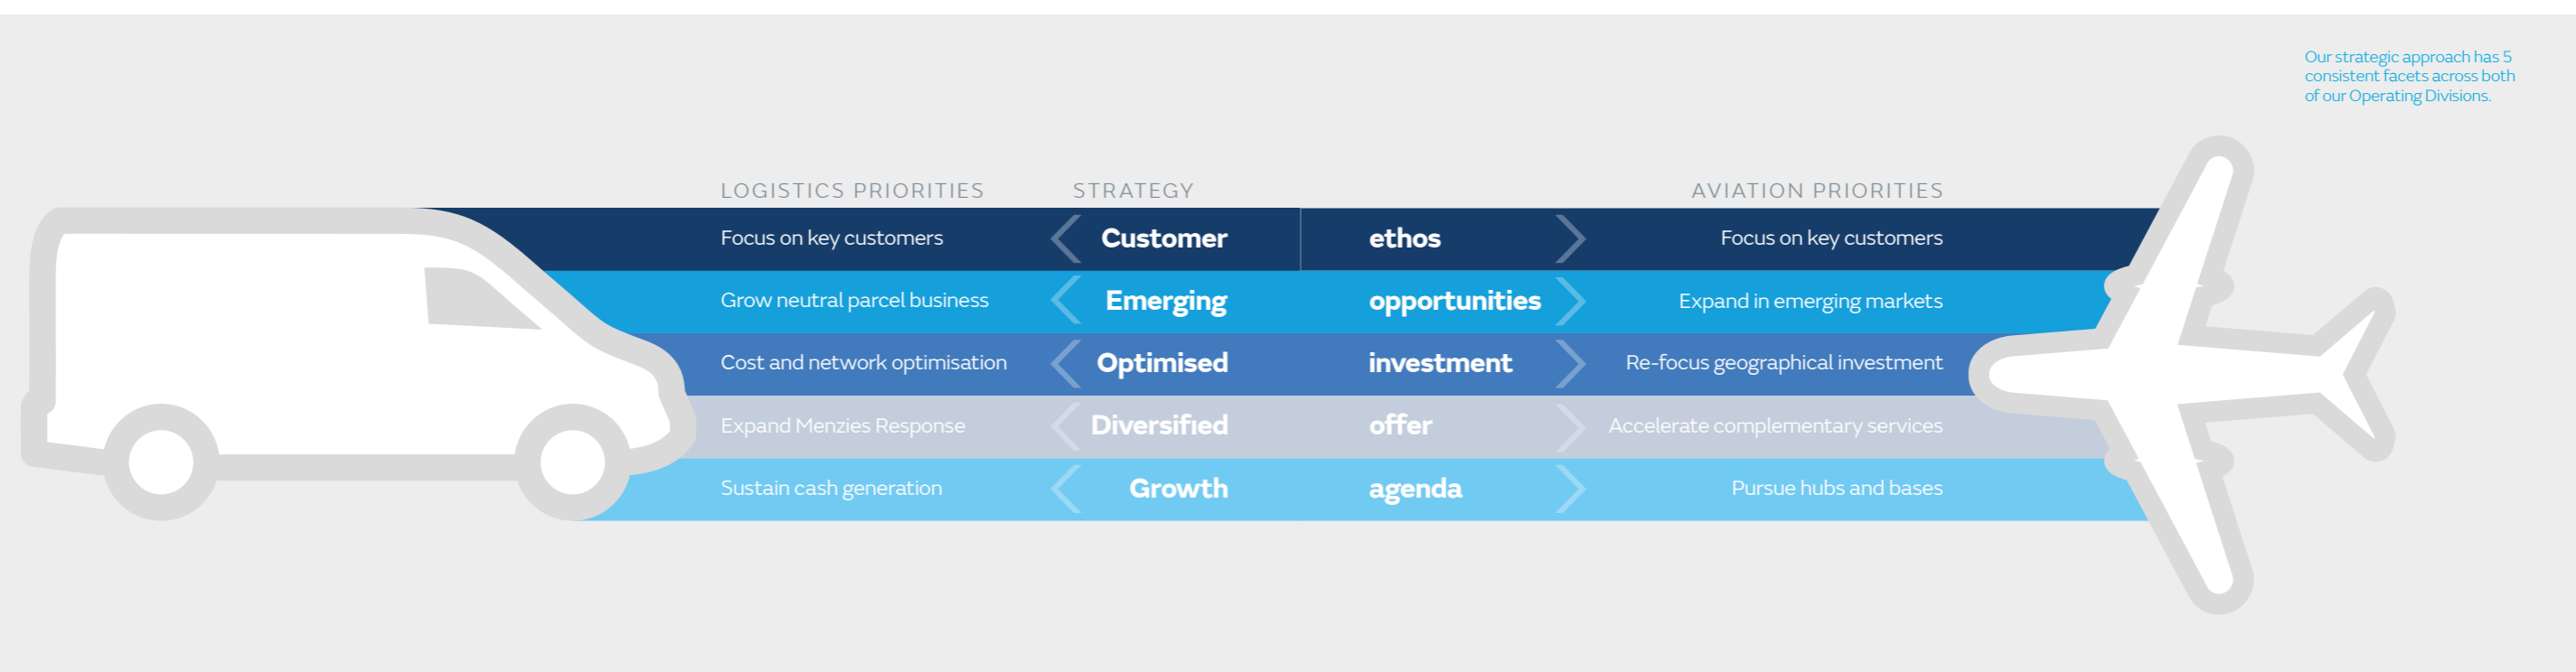 Our strategic approach has 5
consistent facets across both
of our Operating Divisions.
LOGISTICS PRIORITIES STRATEGY AVIATION PRIORITIES
Focus on key customers Customer ethos Focus on key customers
Grow neutral parcel business Emerging opportunities Expand in emerging markets
Cost and network optimisation Optimised investment Re-focus geographical investment
Expand Menzies Response Diversified offer Accelerate complementary services
Sustain cash generation Growth agenda Pursue hubs and bases